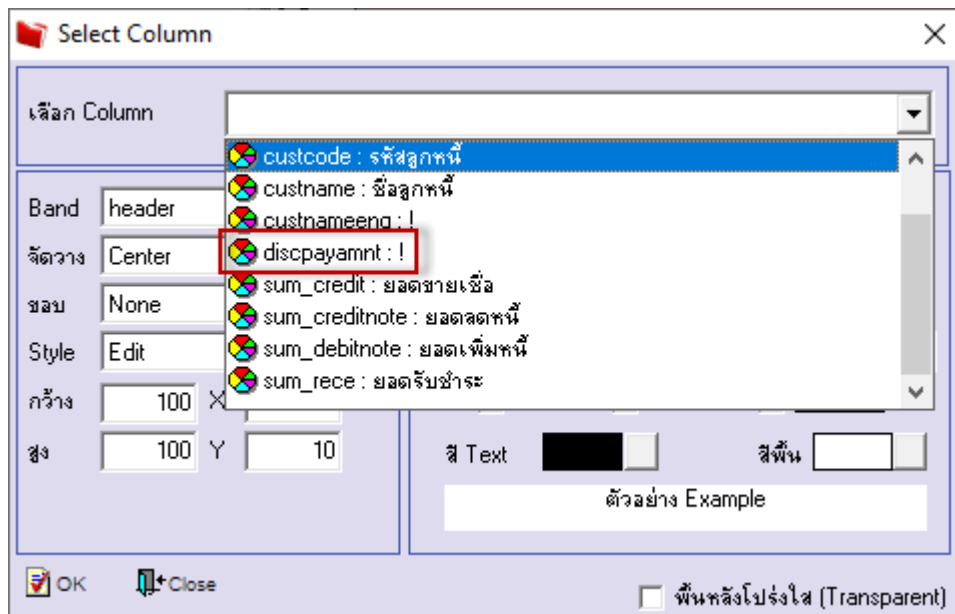 Select Column
เลือก Column
custcode : รหัสลูกหนี้
custname : ชื่อลูกหนี้
custnameeng : !
discpayamnt : !
sum_credit : ยอดขายเชื่อ
sum_creditnote : ยอดลดหนี้
sum_debitnote : ยอดเพิ่มหนี้
sum_rece : ยอดรับชำระ
Band header
จัดวาง Center
ขอบ None
Style Edit
กว้าง 100 X
สูง 100 Y 10
สี Text สีพื้น
ตัวอย่าง Example
OK Close
พื้นหลังโปร่งใส (Transparent)